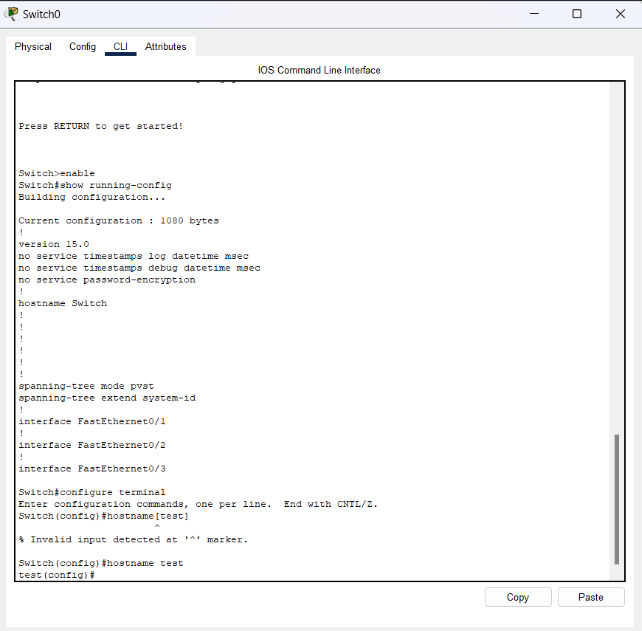 Switch0
Physical Config CLI Attributes
IOS Command Line Interface
Press RETURN to get started!
Switch>enable
Switch#show running-config
Building configuration...
Current configuration : 1080 bytes
!
version 15.0
no service timestamps log datetime msec
no service timestamps debug datetime msec
no service password-encryption
!
hostname Switch
!
!
!
!
!
!
spanning-tree mode pvst
spanning-tree extend system-id
!
interface FastEthernet0/1
!
interface FastEthernet0/2
!
interface FastEthernet0/3
Switch#configure terminal
Enter configuration commands, one per line.  End with CNTL/Z.
Switch(config)#hostname[test]
^
% Invalid input detected at '^' marker.
Switch(config)#hostname test
test(config)#
Copy Paste